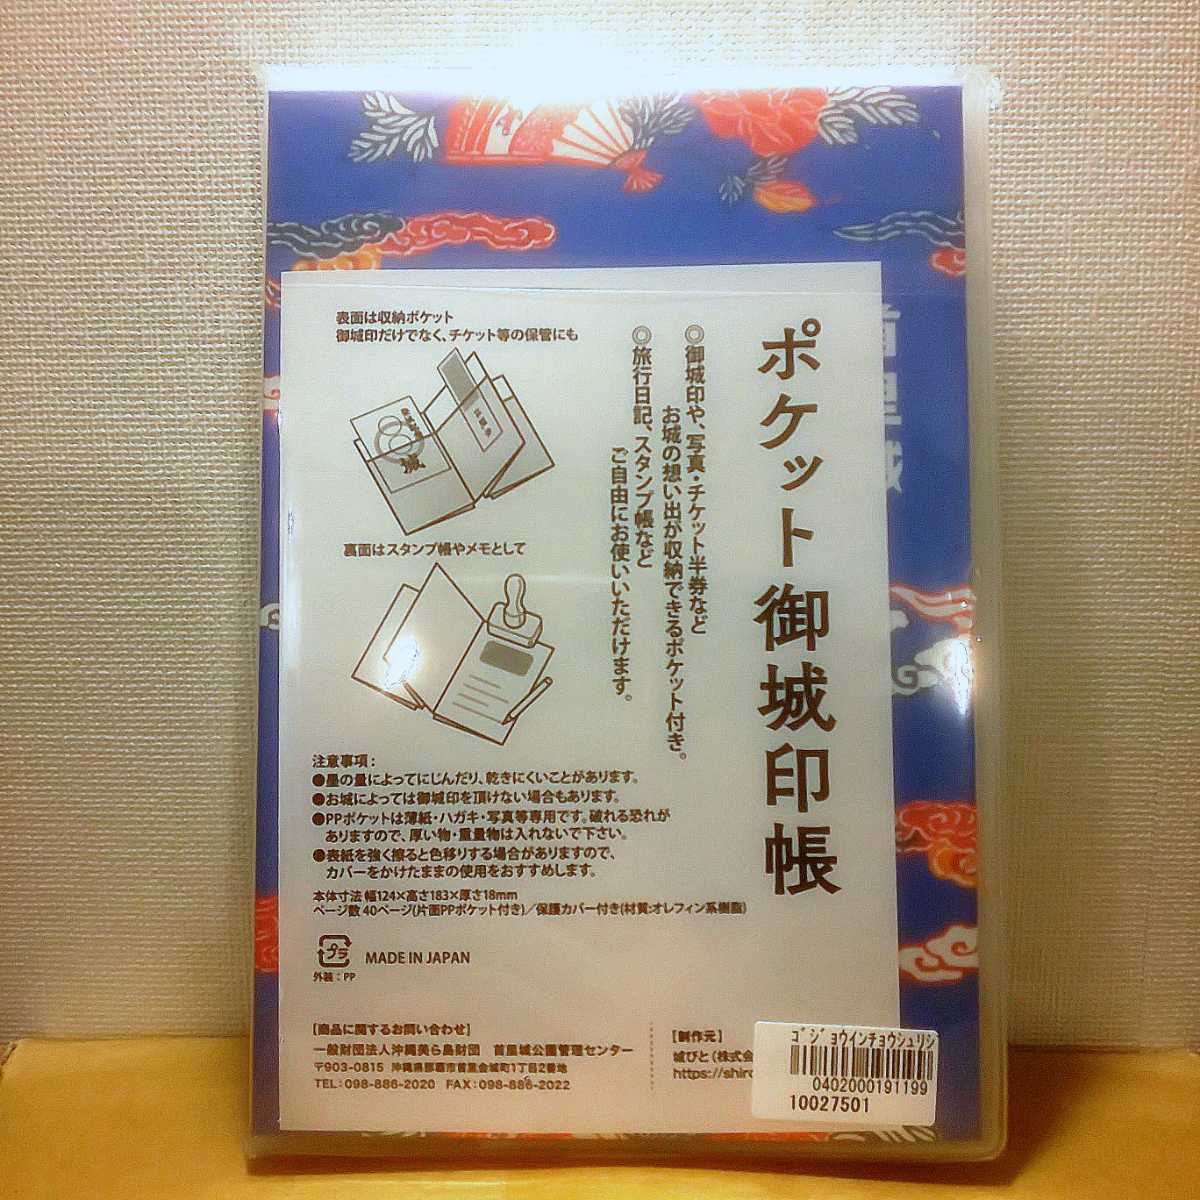 首里城
ポケット御城印帳
◎御城印や、写真・チケット半券など
お城の想い出が収納できるポケット付き。
◎旅行日記、スタンプ帳など
ご自由にお使いいただけます。
表面は収納ポケット
御城印だけでなく、チケット等の保管にも
城
裏面はスタンプ帳やメモとして
注意事項:
●墨の量によってにじんだり、乾きにくいことがあります。
●お城によっては御城印を頂けない場合もあります。
●PPポケットは薄紙・ハガキ・写真等専用です。破れる恐れが
ありますので、厚い物・重量物は入れないで下さい。
●表紙を強く擦ると色移りする場合がありますので、
カバーをかけたままの使用をおすすめします。
本体寸法 幅124×高さ183×厚さ18mm
ページ数 40ページ(片面PPポケット付き)/保護カバー付き(材質:オレフィン系樹脂)
プラ
外装:PP
MADE IN JAPAN
【商品に関するお問い合わせ】
一般財団法人沖縄美ら島財団 首里城公園管理センター
〒903-0815 沖縄県那覇市首里金城町1丁目2番地
TEL:098-886-2020 FAX:098-886-2022
【制作元】
城びと(株式会
https://shiro
ｺﾞｼﾞｮｳｲﾝﾁｮｳｼｭﾘｼ
0402000191199
10027501